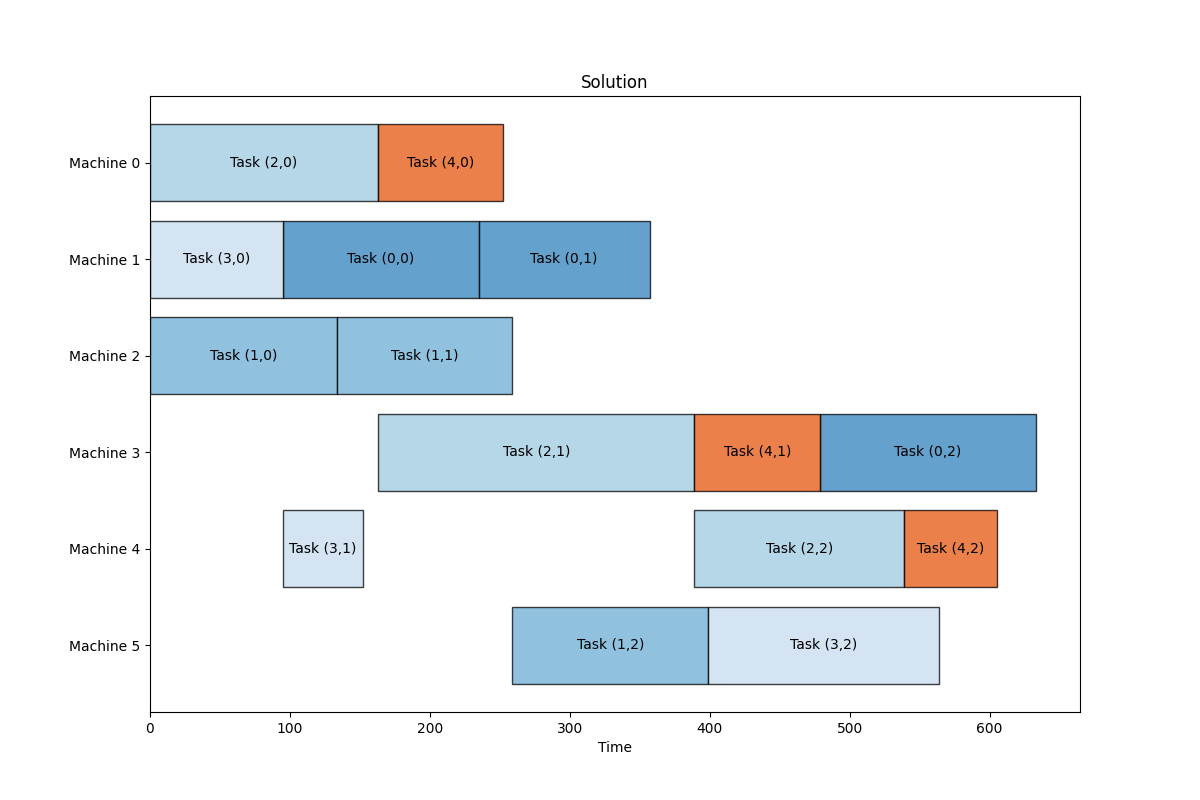 Solution
Machine 0
Task (2,0)
Task (4,0)
Machine 1
Task (3,0)
Task (0,0)
Task (0,1)
Machine 2
Task (1,0)
Task (1,1)
Machine 3
Task (2,1)
Task (4,1)
Task (0,2)
Machine 4
Task (3,1)
Task (2,2)
Task (4,2)
Machine 5
Task (1,2)
Task (3,2)
0 100 200 300 400 500 600
Time